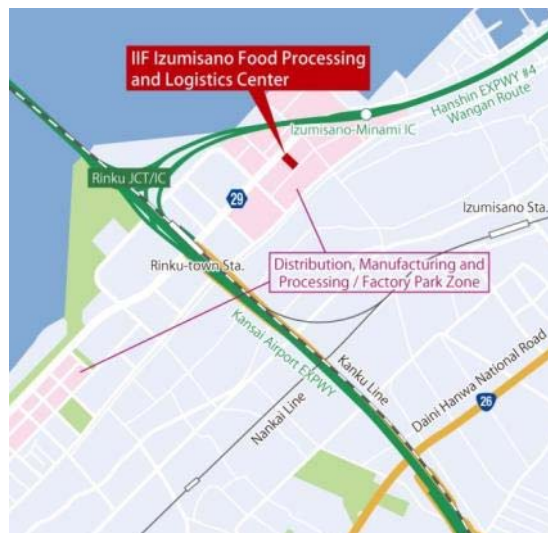 IIF Izumisano Food Processing
and Logistics Center
Hanshin EXPWY #4
Wangan Route
Izumisano-Minami IC
Rinku JCT/IC
29
Izumisano Sta.
Rinku-town Sta.
Distribution, Manufacturing and
Processing / Factory Park Zone
Kansai Airport EXPWY
Kanku Line
Nankai Line
Daini Hanwa National Road
26